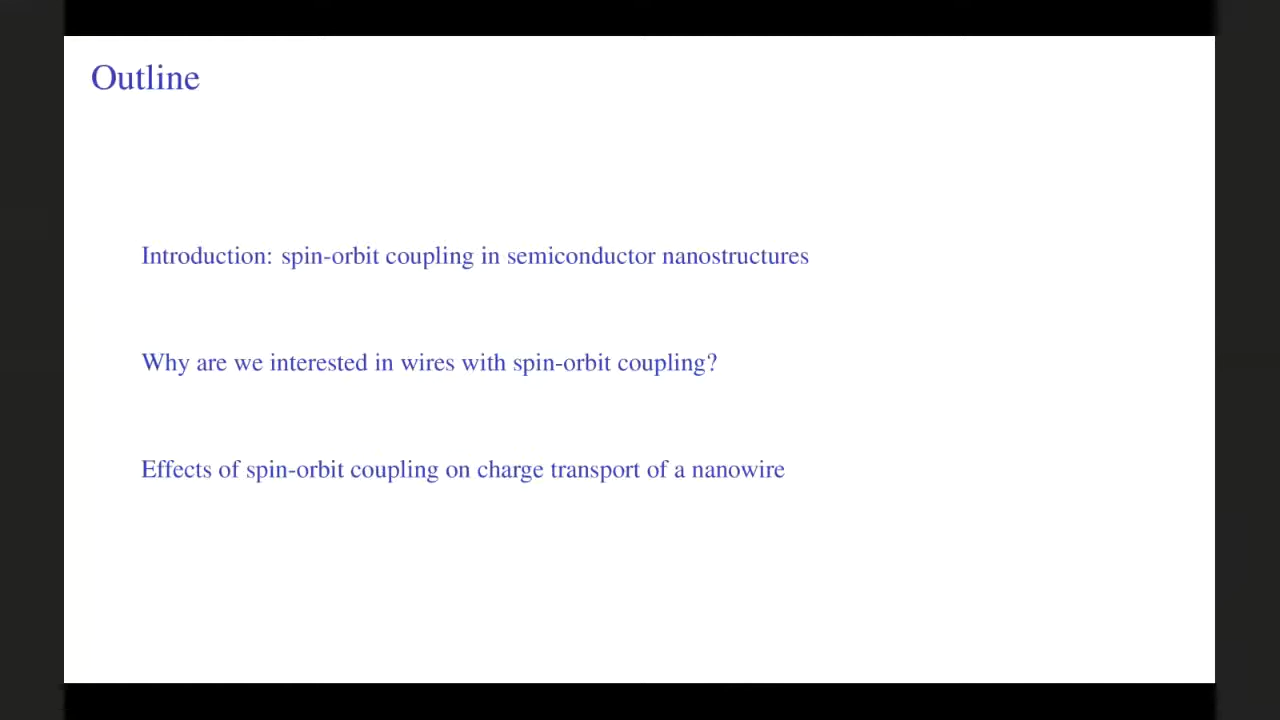 Outline
Introduction: spin-orbit coupling in semiconductor nanostructures
Why are we interested in wires with spin-orbit coupling?
Effects of spin-orbit coupling on charge transport of a nanowire